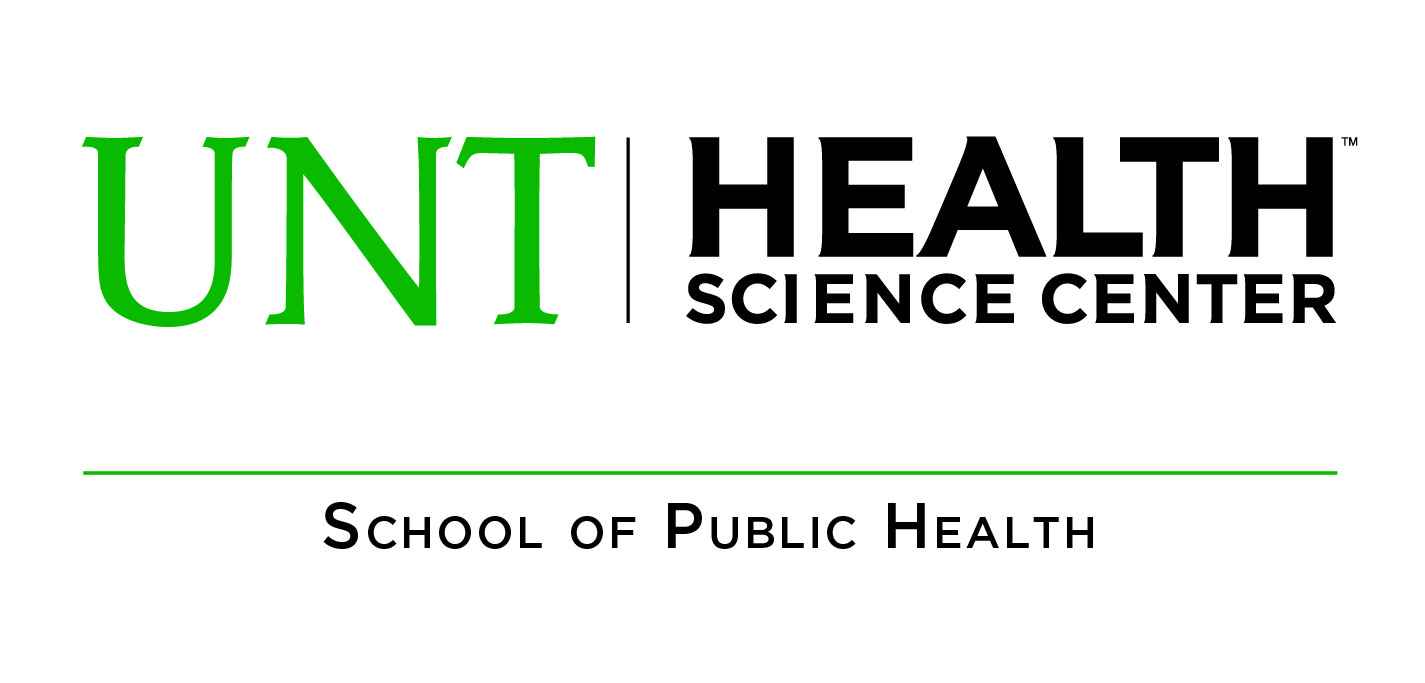 UNT | HEALTH™
SCIENCE CENTER
School of Public Health